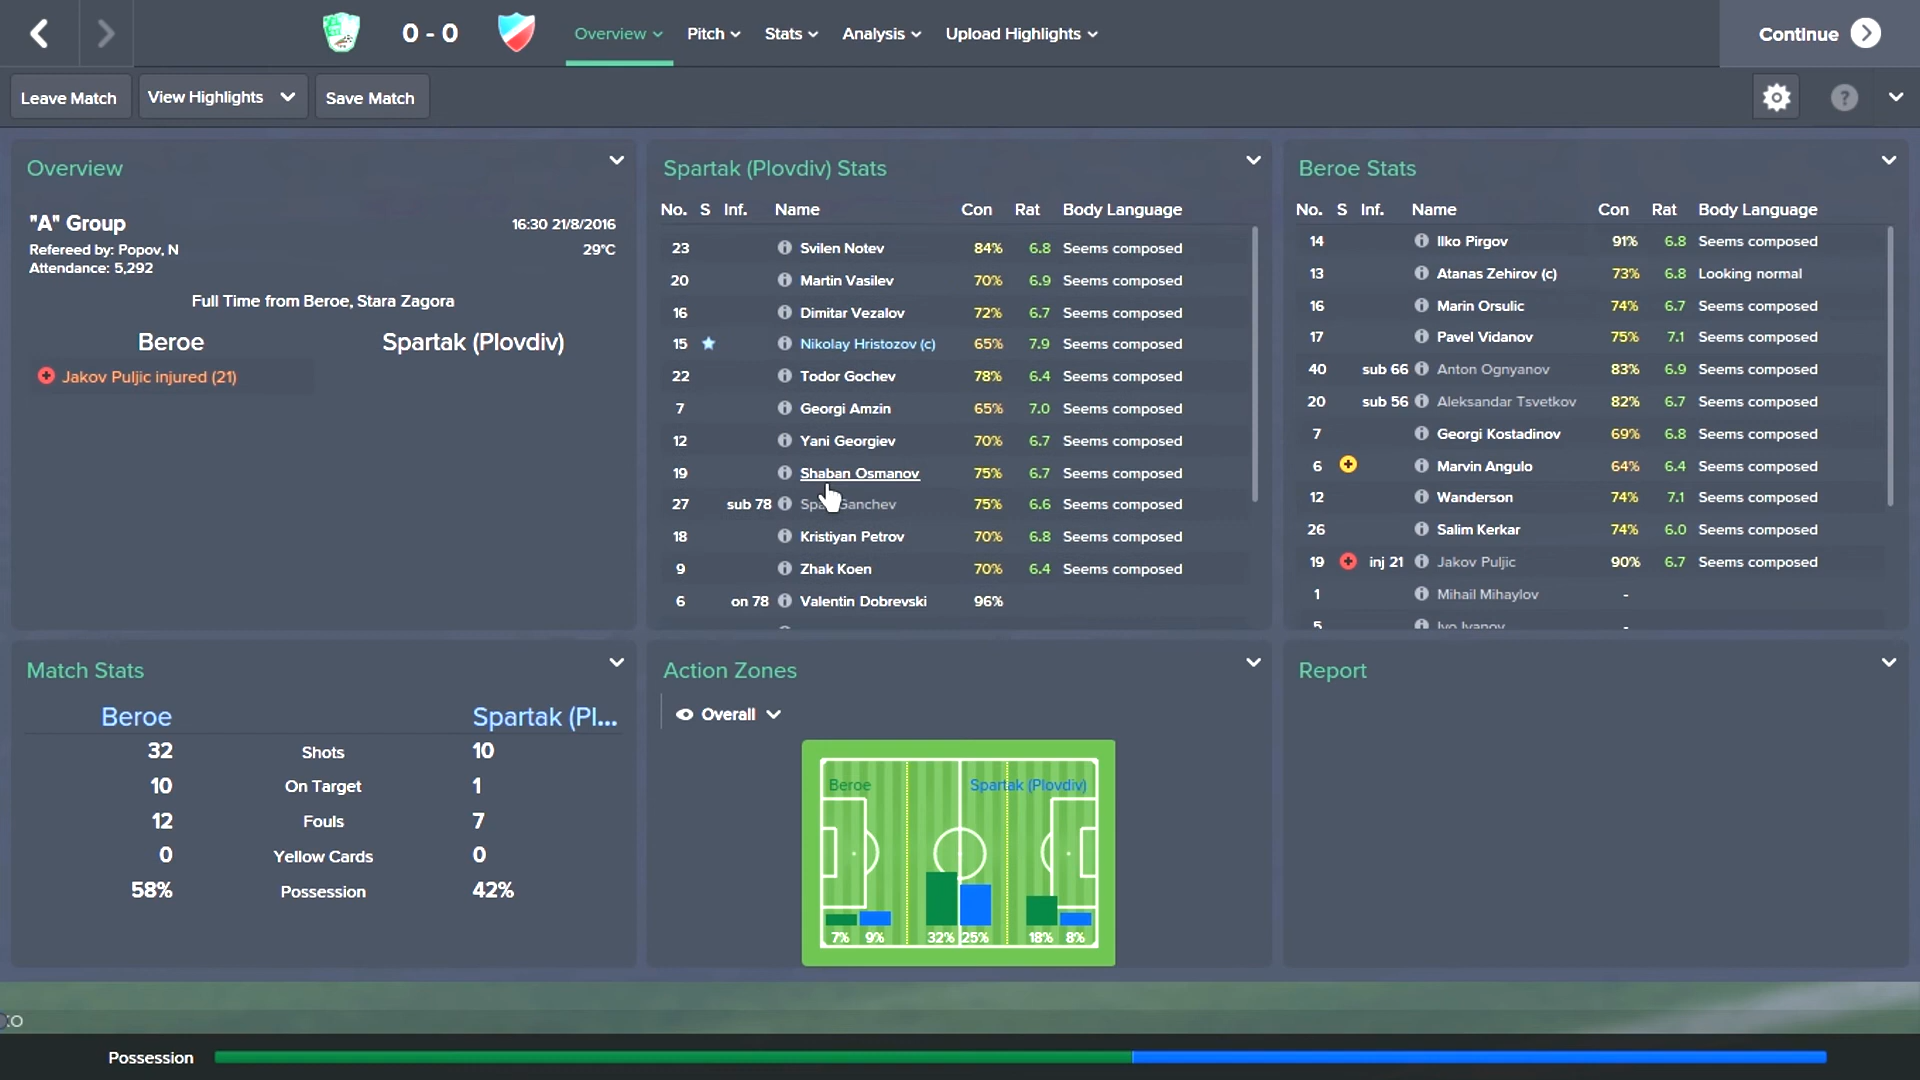 0 - 0 Overview Pitch Stats Analysis Upload Highlights Continue
Leave Match View Highlights Save Match ?
Overview
"A" Group 16:30 21/8/2016
Refereed by: Popov, N 29°C
Attendance: 5,292
Full Time from Beroe, Stara Zagora
Beroe Spartak (Plovdiv)
Jakov Puljic injured (21)
Spartak (Plovdiv) Stats
No. S Inf. Name Con Rat Body Language
23 Svilen Notev 84% 6.8 Seems composed
20 Martin Vasilev 70% 6.9 Seems composed
16 Dimitar Vezalov 72% 6.7 Seems composed
15 Nikolay Hristozov (c) 65% 7.9 Seems composed
22 Todor Gochev 78% 6.4 Seems composed
7 Georgi Amzin 65% 7.0 Seems composed
12 Yani Georgiev 70% 6.7 Seems composed
19 Shaban Osmanov 75% 6.7 Seems composed
27 sub 78 Ganchev 75% 6.6 Seems composed
18 Kristiyan Petrov 70% 6.8 Seems composed
9 Zhak Koen 70% 6.4 Seems composed
6 on 78 Valentin Dobrevski 96%
Beroe Stats
No. S Inf. Name Con Rat Body Language
14 Ilko Pirgov 91% 6.8 Seems composed
13 Atanas Zehirov (c) 73% 6.8 Looking normal
16 Marin Orsulic 74% 6.7 Seems composed
17 Pavel Vidanov 75% 7.1 Seems composed
40 sub 66 Anton Ognyanov 83% 6.9 Seems composed
20 sub 56 Aleksandar Tsvetkov 82% 6.7 Seems composed
7 Georgi Kostadinov 69% 6.8 Seems composed
6 Marvin Angulo 64% 6.4 Seems composed
12 Wanderson 74% 7.1 Seems composed
26 Salim Kerkar 74% 6.0 Seems composed
19 inj 21 Jakov Puljic 90% 6.7 Seems composed
1 Mihail Mihaylov -
5 Ivo Ivanov -
Match Stats
Beroe Spartak (Pl...
32 Shots 10
10 On Target 1
12 Fouls 7
0 Yellow Cards 0
58% Possession 42%
Action Zones
Overall
Beroe Spartak (Plovdiv)
7% 9% 32% 25% 18% 8%
Report
Possession